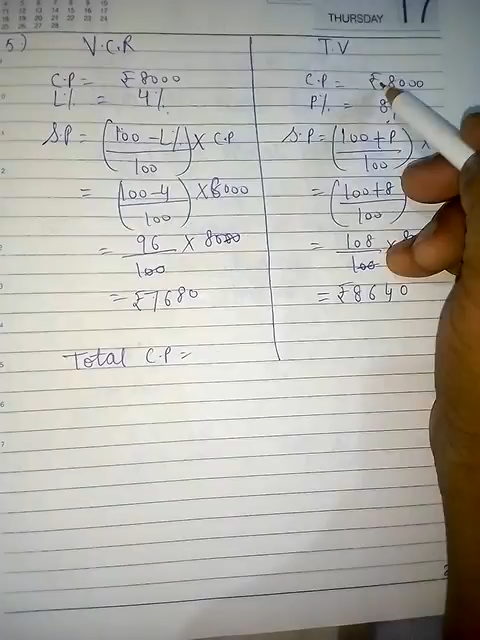 THURSDAY 17
5) V.C.R
C.P = ₹8000
L% = 4%
S.P = (100-L% / 100) X C.P
= (100-4 / 100) X 8000
= 96 / 100 X 8000
= ₹7680
T.V
C.P = ₹8000
P% = 8%
S.P = (100+P / 100) X
= (100+8 / 100)
= 108 / 100 X 8
= ₹8640
Total C.P =